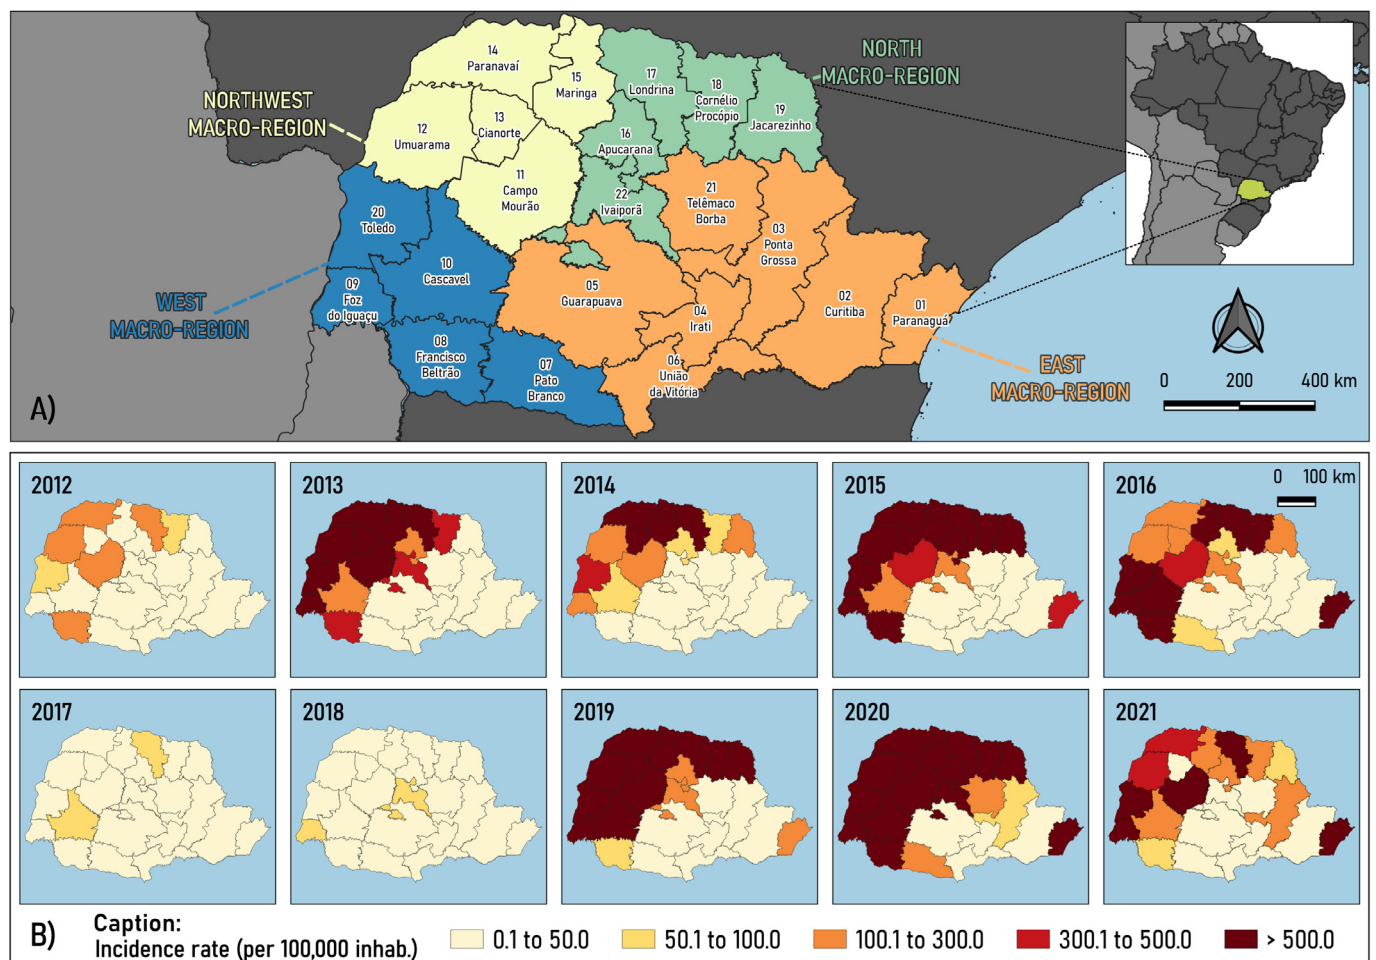 14
Paranavaí
15
Maringa
17
Londrina
18
Cornélio
Procópio
19
Jacarezinho
NORTH
MACRO-REGION
NORTHWEST
MACRO-REGION
12
Umuarama
13
Cianorte
16
Apucarana
11
Campo
Mourão
22
Ivaiporã
21
Telêmaco
Borba
20
Toledo
03
Ponta
Grossa
10
Cascavel
09
Foz
do Iguaçu
05
Guarapuava
04
Irati
02
Curitiba
01
Paranaguá
WEST
MACRO-REGION
08
Francisco
Beltrão
07
Pato
Branco
06
União
da Vitória
EAST
MACRO-REGION
0 200 400 km
A)
2012
2013
2014
2015
2016
0 100 km
2017
2018
2019
2020
2021
B)
Caption:
Incidence rate (per 100,000 inhab.)
0.1 to 50.0
50.1 to 100.0
100.1 to 300.0
300.1 to 500.0
> 500.0